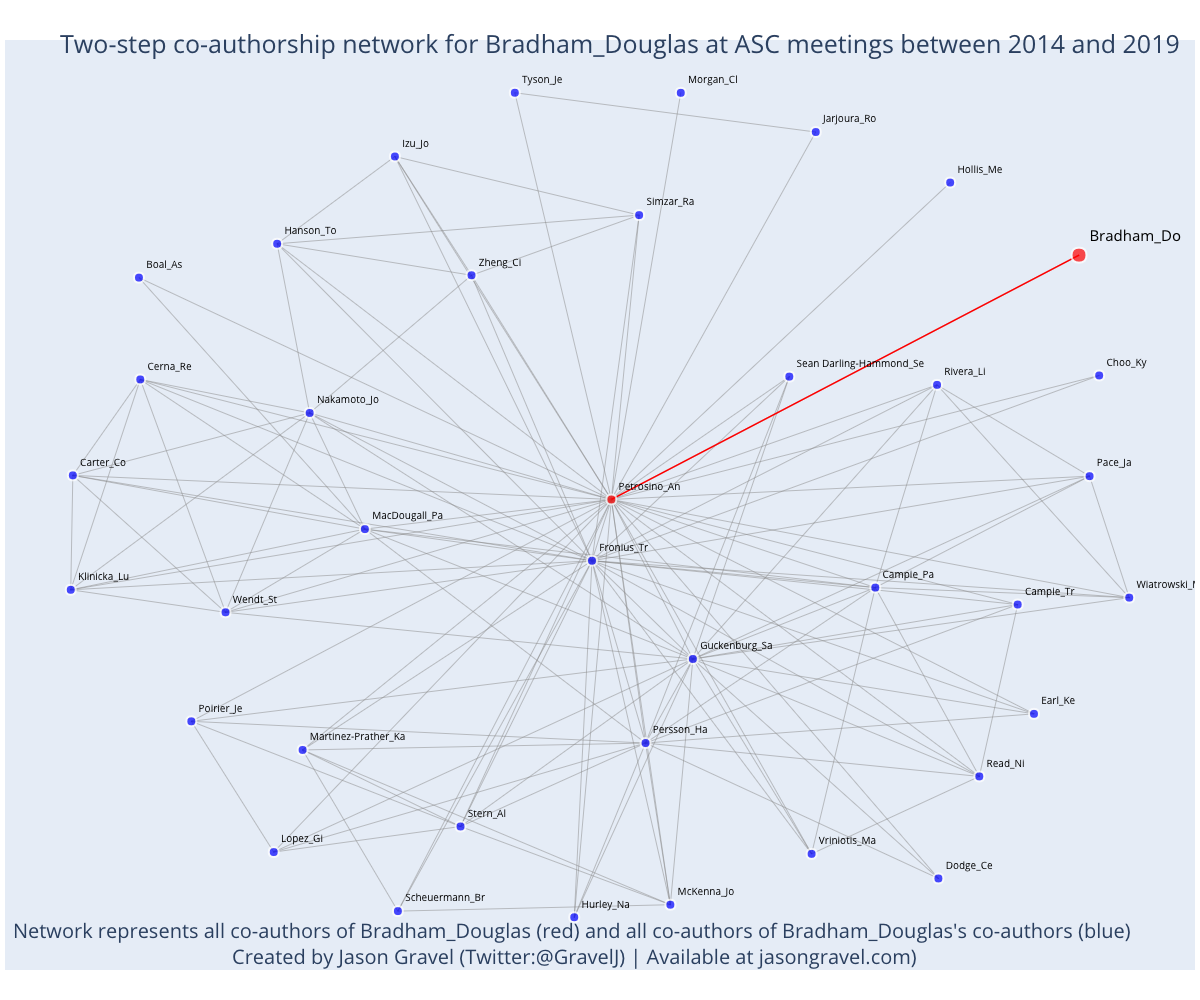 Two-step co-authorship network for Bradham_Douglas at ASC meetings between 2014 and 2019
Tyson_Je
Morgan_Cl
Jarjoura_Ro
Izu_Jo
Hollis_Me
Simzar_Ra
Hanson_To
Bradham_Do
Zheng_Ci
Boal_As
Sean Darling-Hammond_Se
Choo_Ky
Cerna_Re
Rivera_Li
Nakamoto_Jo
Carter_Co
Pace_Ja
Petrosino_An
MacDougall_Pa
Fronius_Tr
Klinicka_Lu
Campie_Pa
Wiatrowski_
Campie_Tr
Wendt_St
Guckenburg_Sa
Earl_Ke
Poirier_Je
Persson_Ha
Martinez-Prather_Ka
Read_Ni
Stern_Al
Lopez_Gi
Vriniotis_Ma
Dodge_Ce
McKenna_Jo
Scheuermann_Br
Hurley_Na
Network represents all co-authors of Bradham_Douglas (red) and all co-authors of Bradham_Douglas's co-authors (blue)
Created by Jason Gravel (Twitter:@GravelJ) | Available at jasongravel.com)